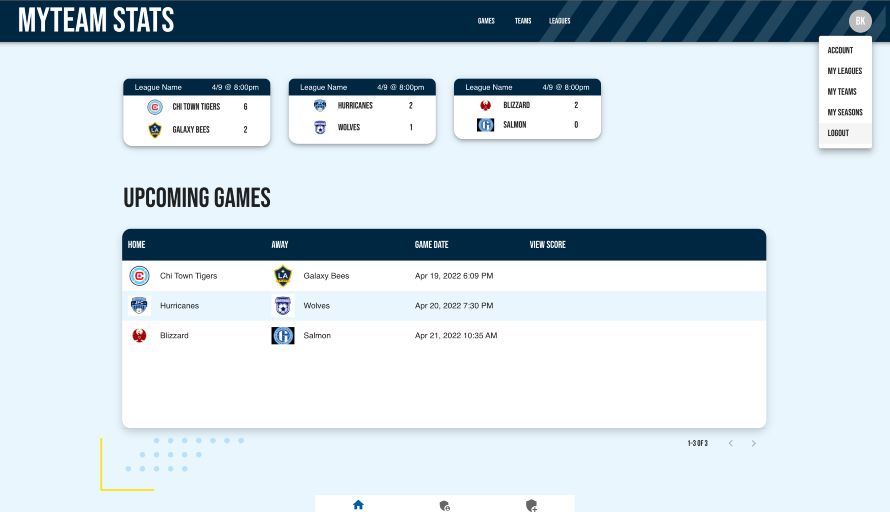 MYTEAM STATS
GAMES TEAMS LEAGUES
BK
ACCOUNT
MY LEAGUES
MY TEAMS
MY SEASONS
LOGOUT
League Name 4/9 @ 8:00pm
CHI TOWN TIGERS 6
GALAXY BEES 2
League Name 4/9 @ 8:00pm
HURRICANES 2
WOLVES 1
League Name 4/9 @ 8:00pm
BLIZZARD 2
SALMON 0
UPCOMING GAMES
HOME AWAY GAME DATE VIEW SCORE
Chi Town Tigers LA Galaxy Bees Apr 19, 2022 6:09 PM
Hurricanes Wolves Apr 20, 2022 7:30 PM
Blizzard Salmon Apr 21, 2022 10:35 AM
1-3 OF 3